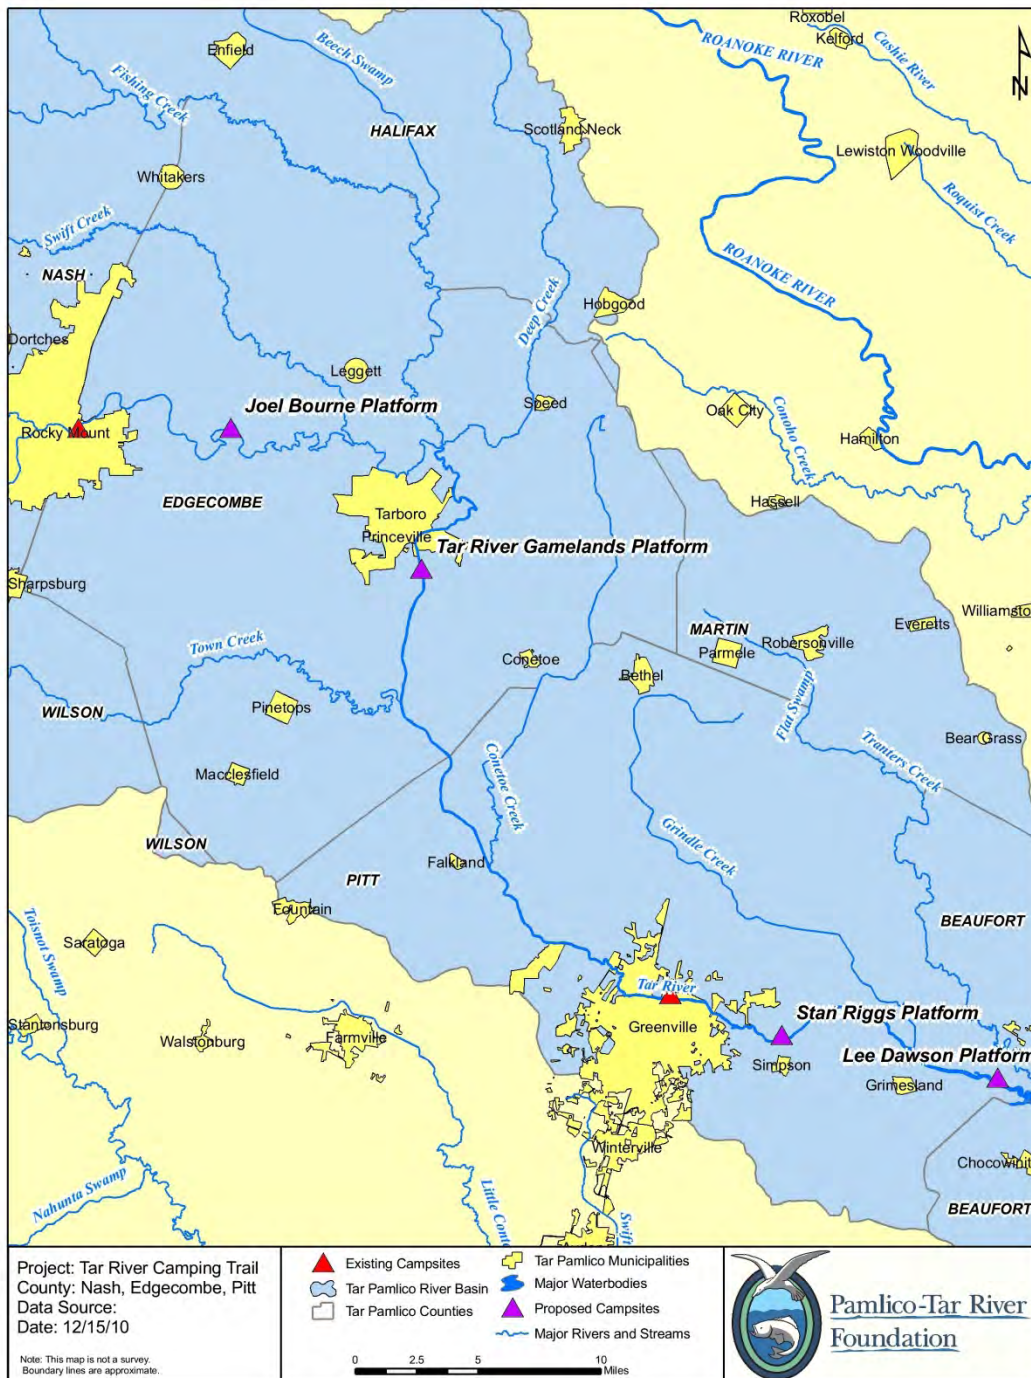 Roxobel
Kelford
Cashie River
ROANOKE RIVER
Enfield
Beech Swamp
Fishing Creek
N
HALIFAX
Scotland Neck
Lewiston Woodville
Whitakers
Roquist Creek
Swift Creek
ROANOKE RIVER
NASH
Hobgood
Deep Creek
Dortches
Leggett
Joel Bourne Platform
Speed
Oak City
Conoho Creek
Rocky Mount
Hamilton
EDGECOMBE
Hassell
Tarboro
Princeville
Tar River Gamelands Platform
Sharpsburg
Williamsto
Everetts
MARTIN
Robersonville
Parmele
Town Creek
Conetoe
Bethel
Flat Swamp
Pinetops
WILSON
Bear Grass
Tranters Creek
Macclesfield
Conetoe Creek
Grindle Creek
WILSON
Falkland
PITT
Fountain
BEAUFORT
Toisnot Swamp
Saratoga
Tar River
Stantonsburg
Walstonburg
Farmville
Greenville
Stan Riggs Platform
Simpson
Lee Dawson Platform
Grimesland
Winterville
Chocowinit
Nahunta Swamp
Little Conte
Swift
BEAUFORT
Project: Tar River Camping Trail
County: Nash, Edgecombe, Pitt
Data Source:
Date: 12/15/10
Note: This map is not a survey.
Boundary lines are approximate.
Existing Campsites
Tar Pamlico River Basin
Tar Pamlico Counties
Tar Pamlico Municipalities
Major Waterbodies
Proposed Campsites
Major Rivers and Streams
0 2.5 5 10
Miles
Pamlico-Tar River
Foundation